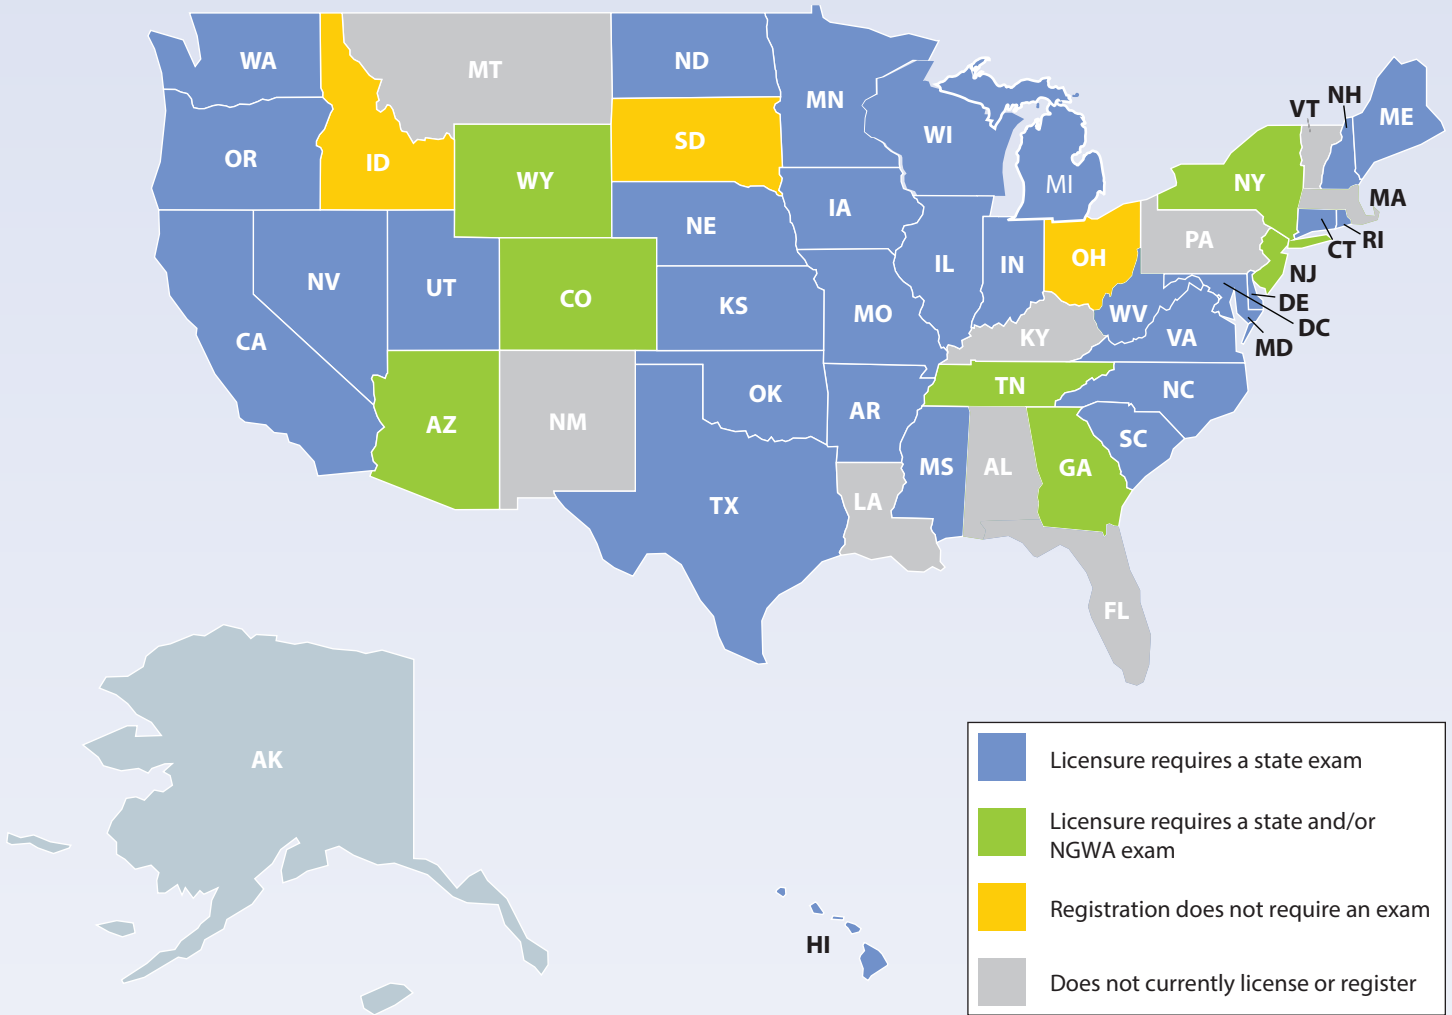 WA
MT
ND
MN
WI
MI
VT
NH
ME
OR
ID
SD
WY
NY
MA
NE
IA
PA
RI
CT
NV
UT
CO
KS
IL
IN
OH
NJ
DE
DC
MD
CA
MO
WV
VA
KY
AZ
NM
OK
AR
TN
NC
SC
TX
LA
MS
AL
GA
FL
AK
HI
Licensure requires a state exam
Licensure requires a state and/or
NGWA exam
Registration does not require an exam
Does not currently license or register